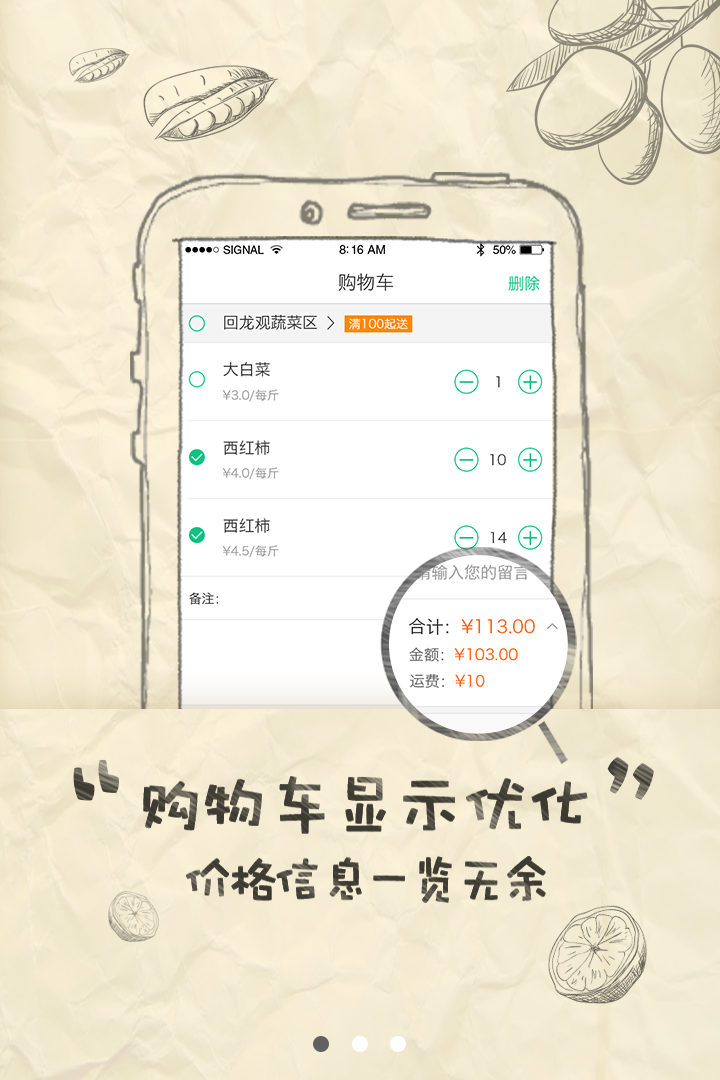 SIGNAL 8:16 AM 50%
购物车 删除
回龙观蔬菜区 满100起送
大白菜
¥3.0/每斤
1
西红柿
¥4.0/每斤
10
西红柿
¥4.5/每斤
14
请输入您的留言
备注:
合计: ¥113.00
金额: ¥103.00
运费: ¥10
“购物车显示优化”
价格信息一览无余